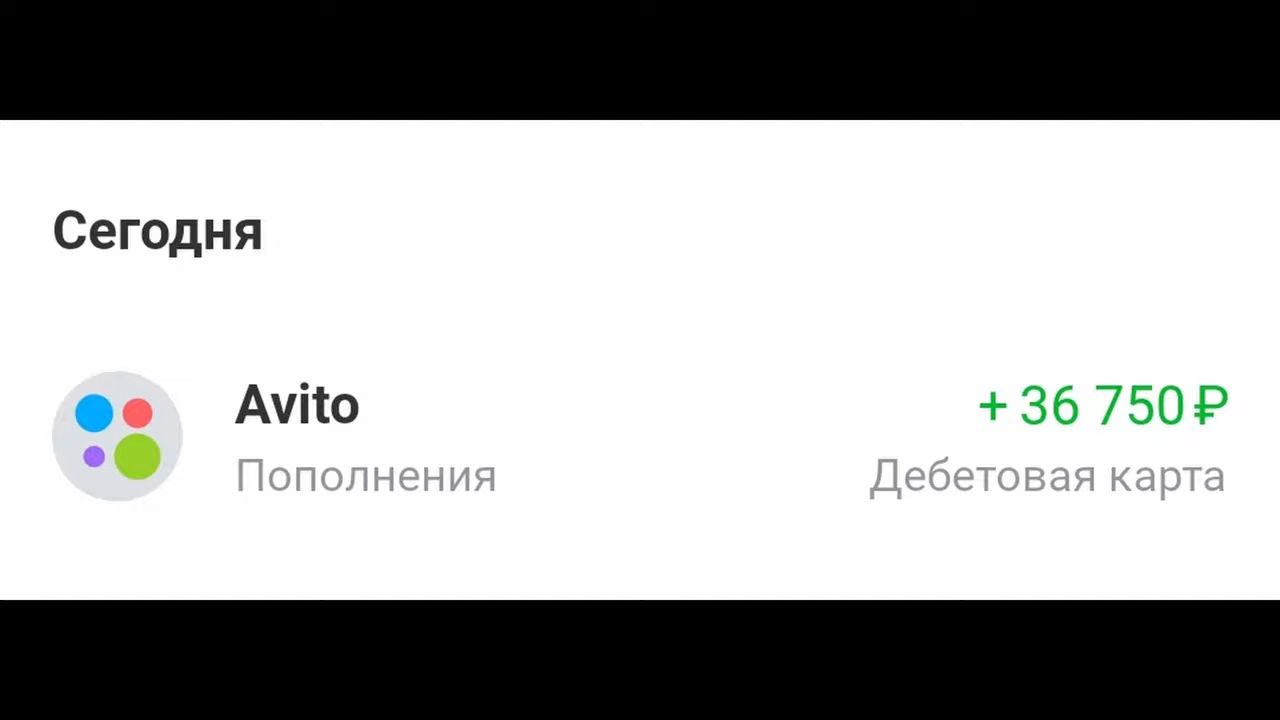 Сегодня
Avito
+ 36 750 ₽
Пополнения
Дебетовая карта